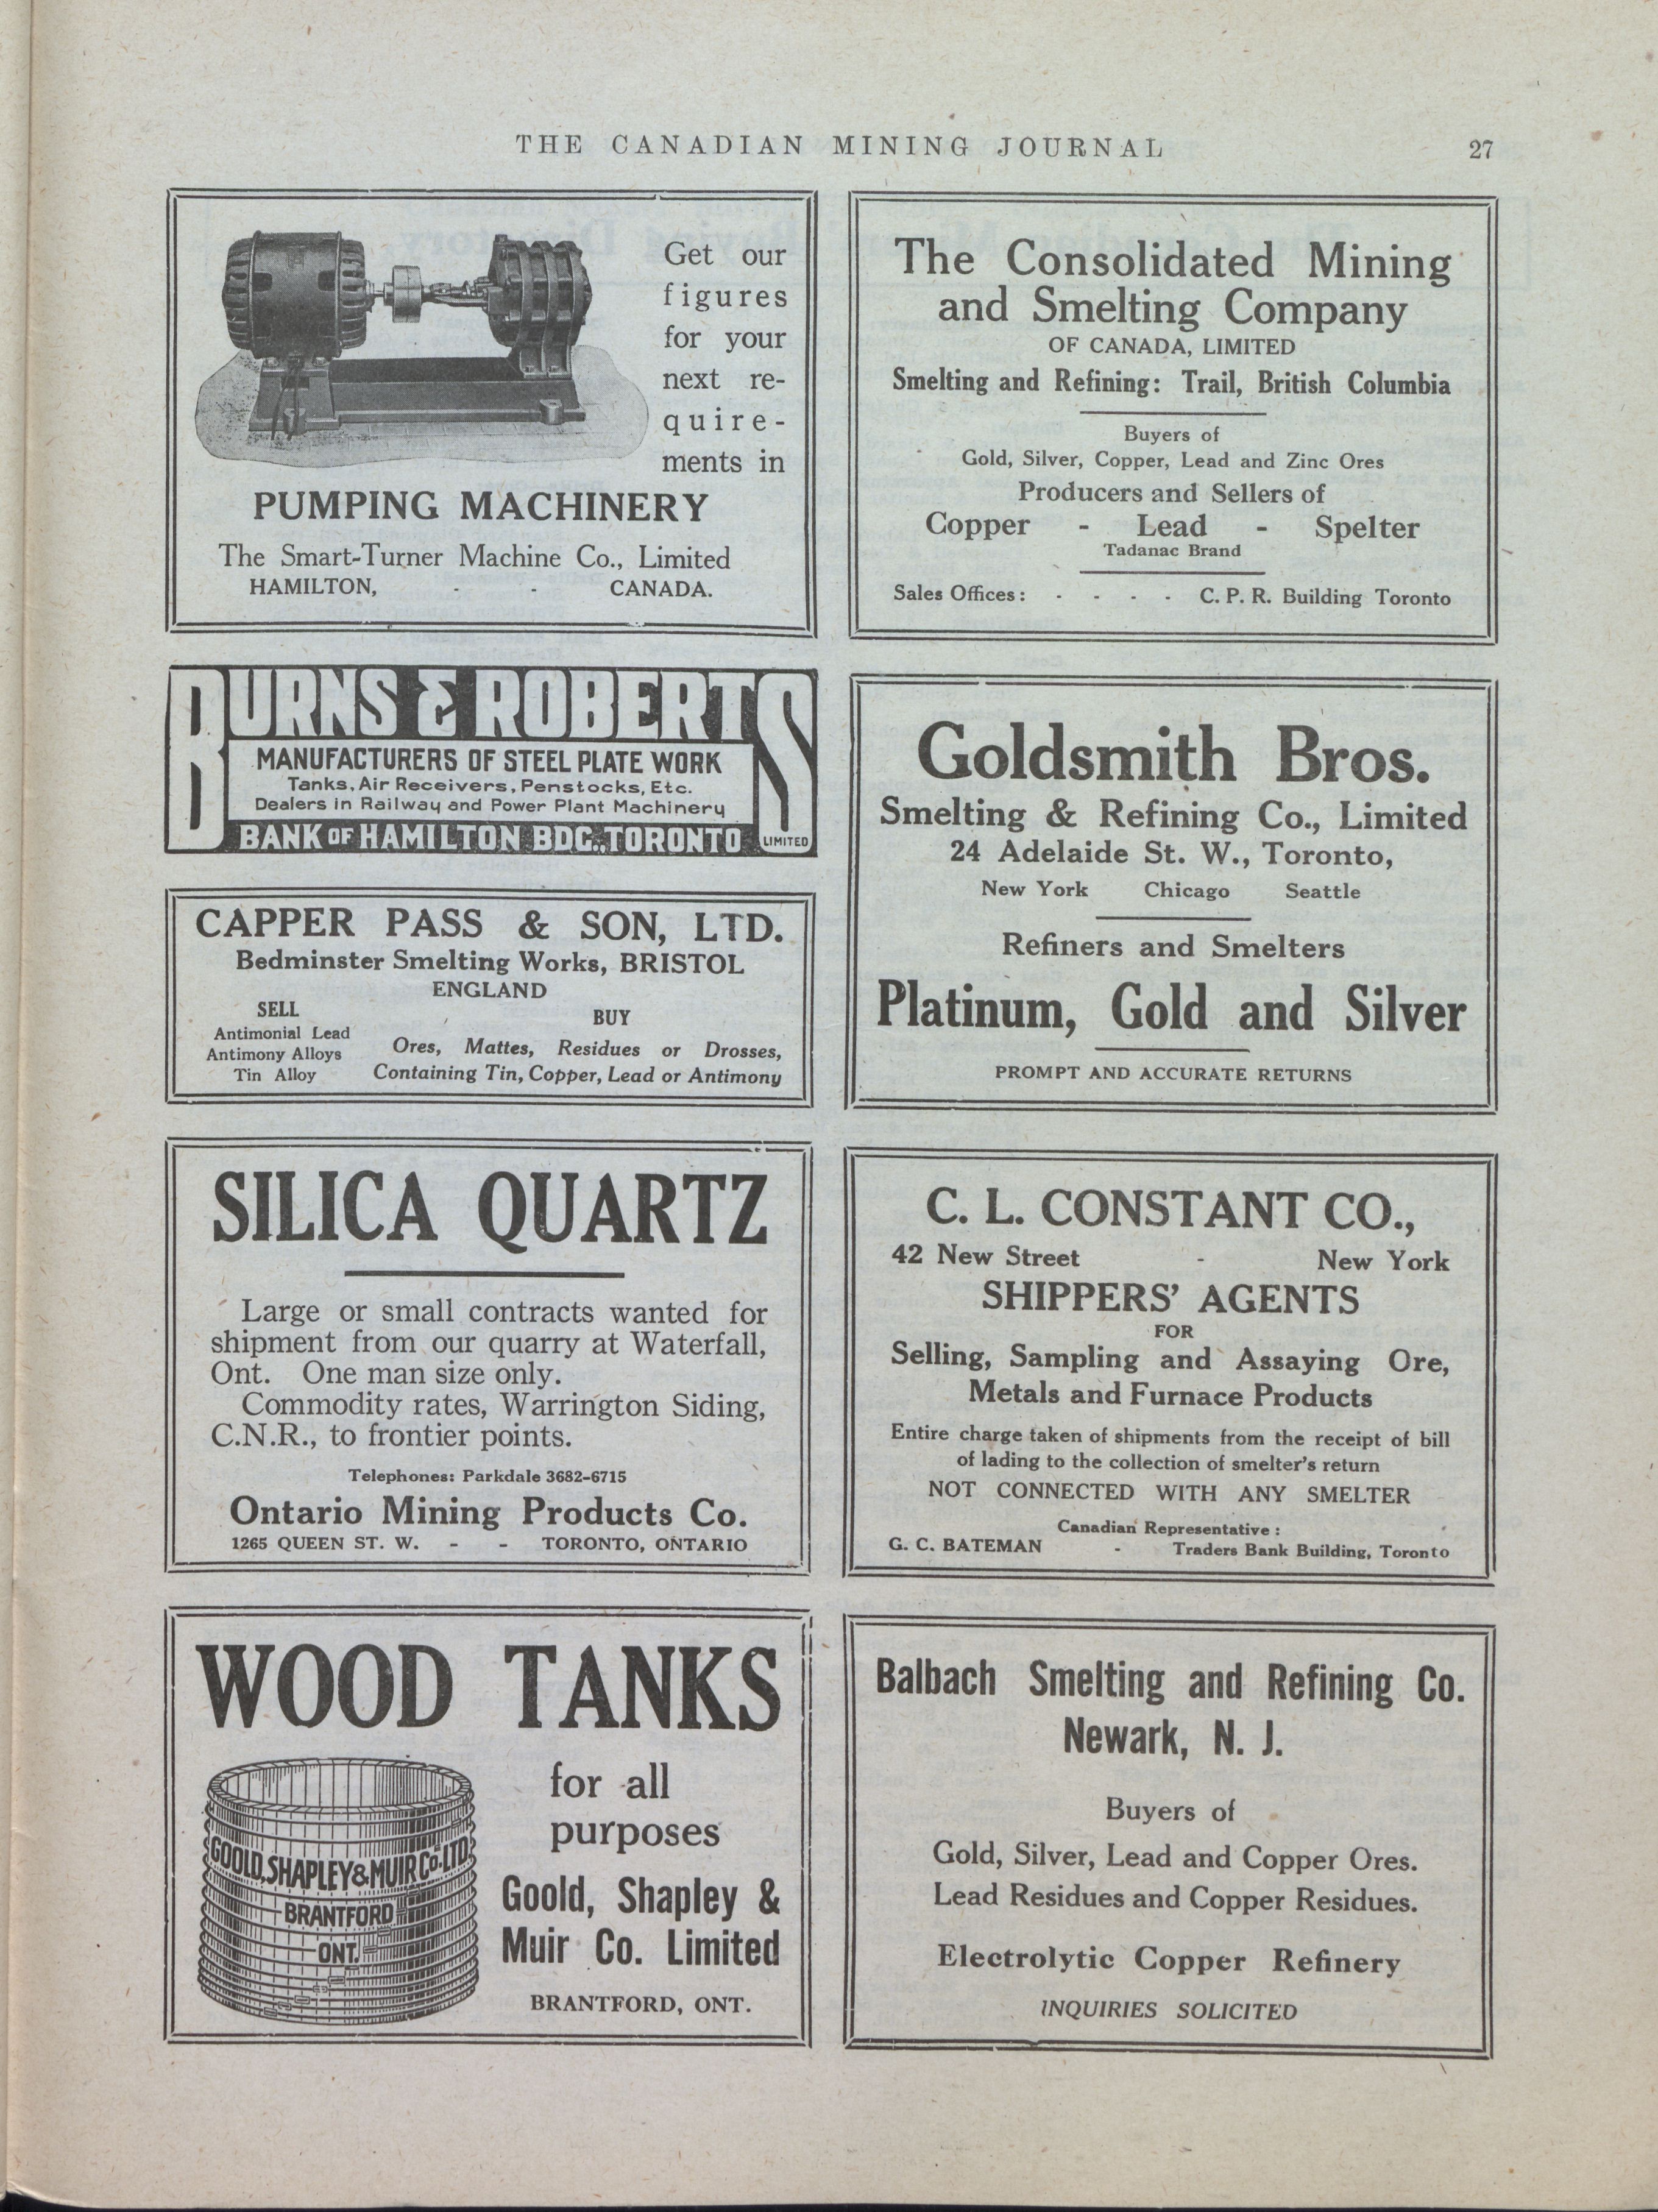 THE CANADIAN MINING JOURNAL
27
Get our
figures
for your
next re-
quire-
ments in
PUMPING MACHINERY
The Smart-Turner Machine Co., Limited
HAMILTON, - - CANADA.
BURNS & ROBERTS
MANUFACTURERS OF STEEL PLATE WORK
Tanks, Air Receivers, Penstocks, Etc.
Dealers in Railway and Power Plant Machinery
BANK OF HAMILTON BDG., TORONTO LIMITED
CAPPER PASS & SON, LTD.
Bedminster Smelting Works, BRISTOL
ENGLAND
SELL
Antimonial Lead
Antimony Alloys
Tin Alloy
BUY
Ores, Mattes, Residues or Drosses,
Containing Tin, Copper, Lead or Antimony
SILICA QUARTZ
Large or small contracts wanted for
shipment from our quarry at Waterfall,
Ont. One man size only.
Commodity rates, Warrington Siding,
C.N.R., to frontier points.
Telephones: Parkdale 3682-6715
Ontario Mining Products Co.
1265 QUEEN ST. W. - - TORONTO, ONTARIO
WOOD TANKS
for all
purposes
GOOLD, SHAPLEY & MUIR CO. LTD.
BRANTFORD
ONT.
Goold, Shapley &
Muir Co. Limited
BRANTFORD, ONT.
The Consolidated Mining
and Smelting Company
OF CANADA, LIMITED
Smelting and Refining: Trail, British Columbia
Buyers of
Gold, Silver, Copper, Lead and Zinc Ores
Producers and Sellers of
Copper - Lead - Spelter
Tadanac Brand
Sales Offices: - - - - C. P. R. Building Toronto
Goldsmith Bros.
Smelting & Refining Co., Limited
24 Adelaide St. W., Toronto,
New York Chicago Seattle
Refiners and Smelters
Platinum, Gold and Silver
PROMPT AND ACCURATE RETURNS
C. L. CONSTANT CO.,
42 New Street - New York
SHIPPERS' AGENTS
FOR
Selling, Sampling and Assaying Ore,
Metals and Furnace Products
Entire charge taken of shipments from the receipt of bill
of lading to the collection of smelter's return
NOT CONNECTED WITH ANY SMELTER
Canadian Representative:
G. C. BATEMAN - Traders Bank Building, Toronto
Balbach Smelting and Refining Co.
Newark, N. J.
Buyers of
Gold, Silver, Lead and Copper Ores.
Lead Residues and Copper Residues.
Electrolytic Copper Refinery
INQUIRIES SOLICITED